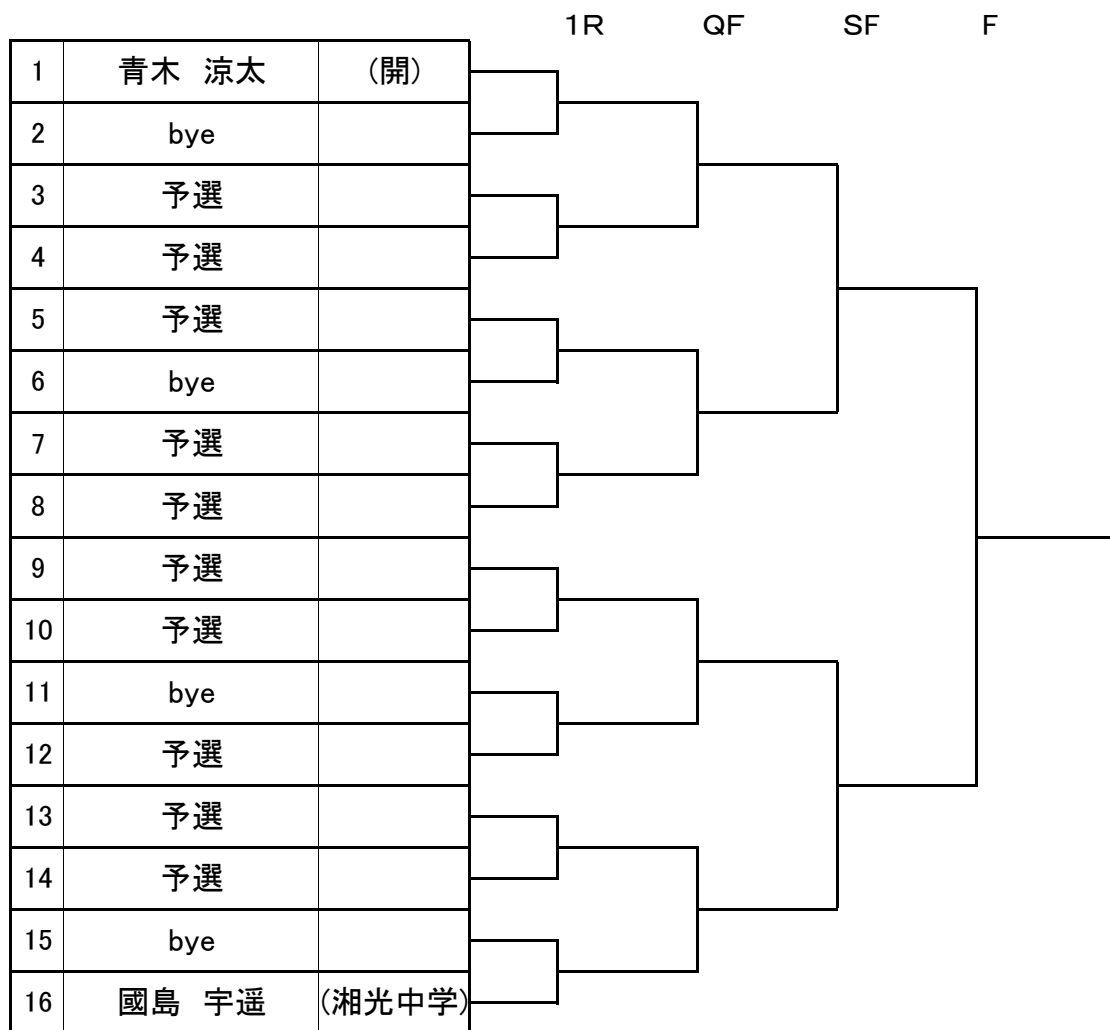 1R QF SF F
1 青木 涼太 (開)
2 bye
3 予選
4 予選
5 予選
6 bye
7 予選
8 予選
9 予選
10 予選
11 bye
12 予選
13 予選
14 予選
15 bye
16 國島 宇遥 (湘光中学)